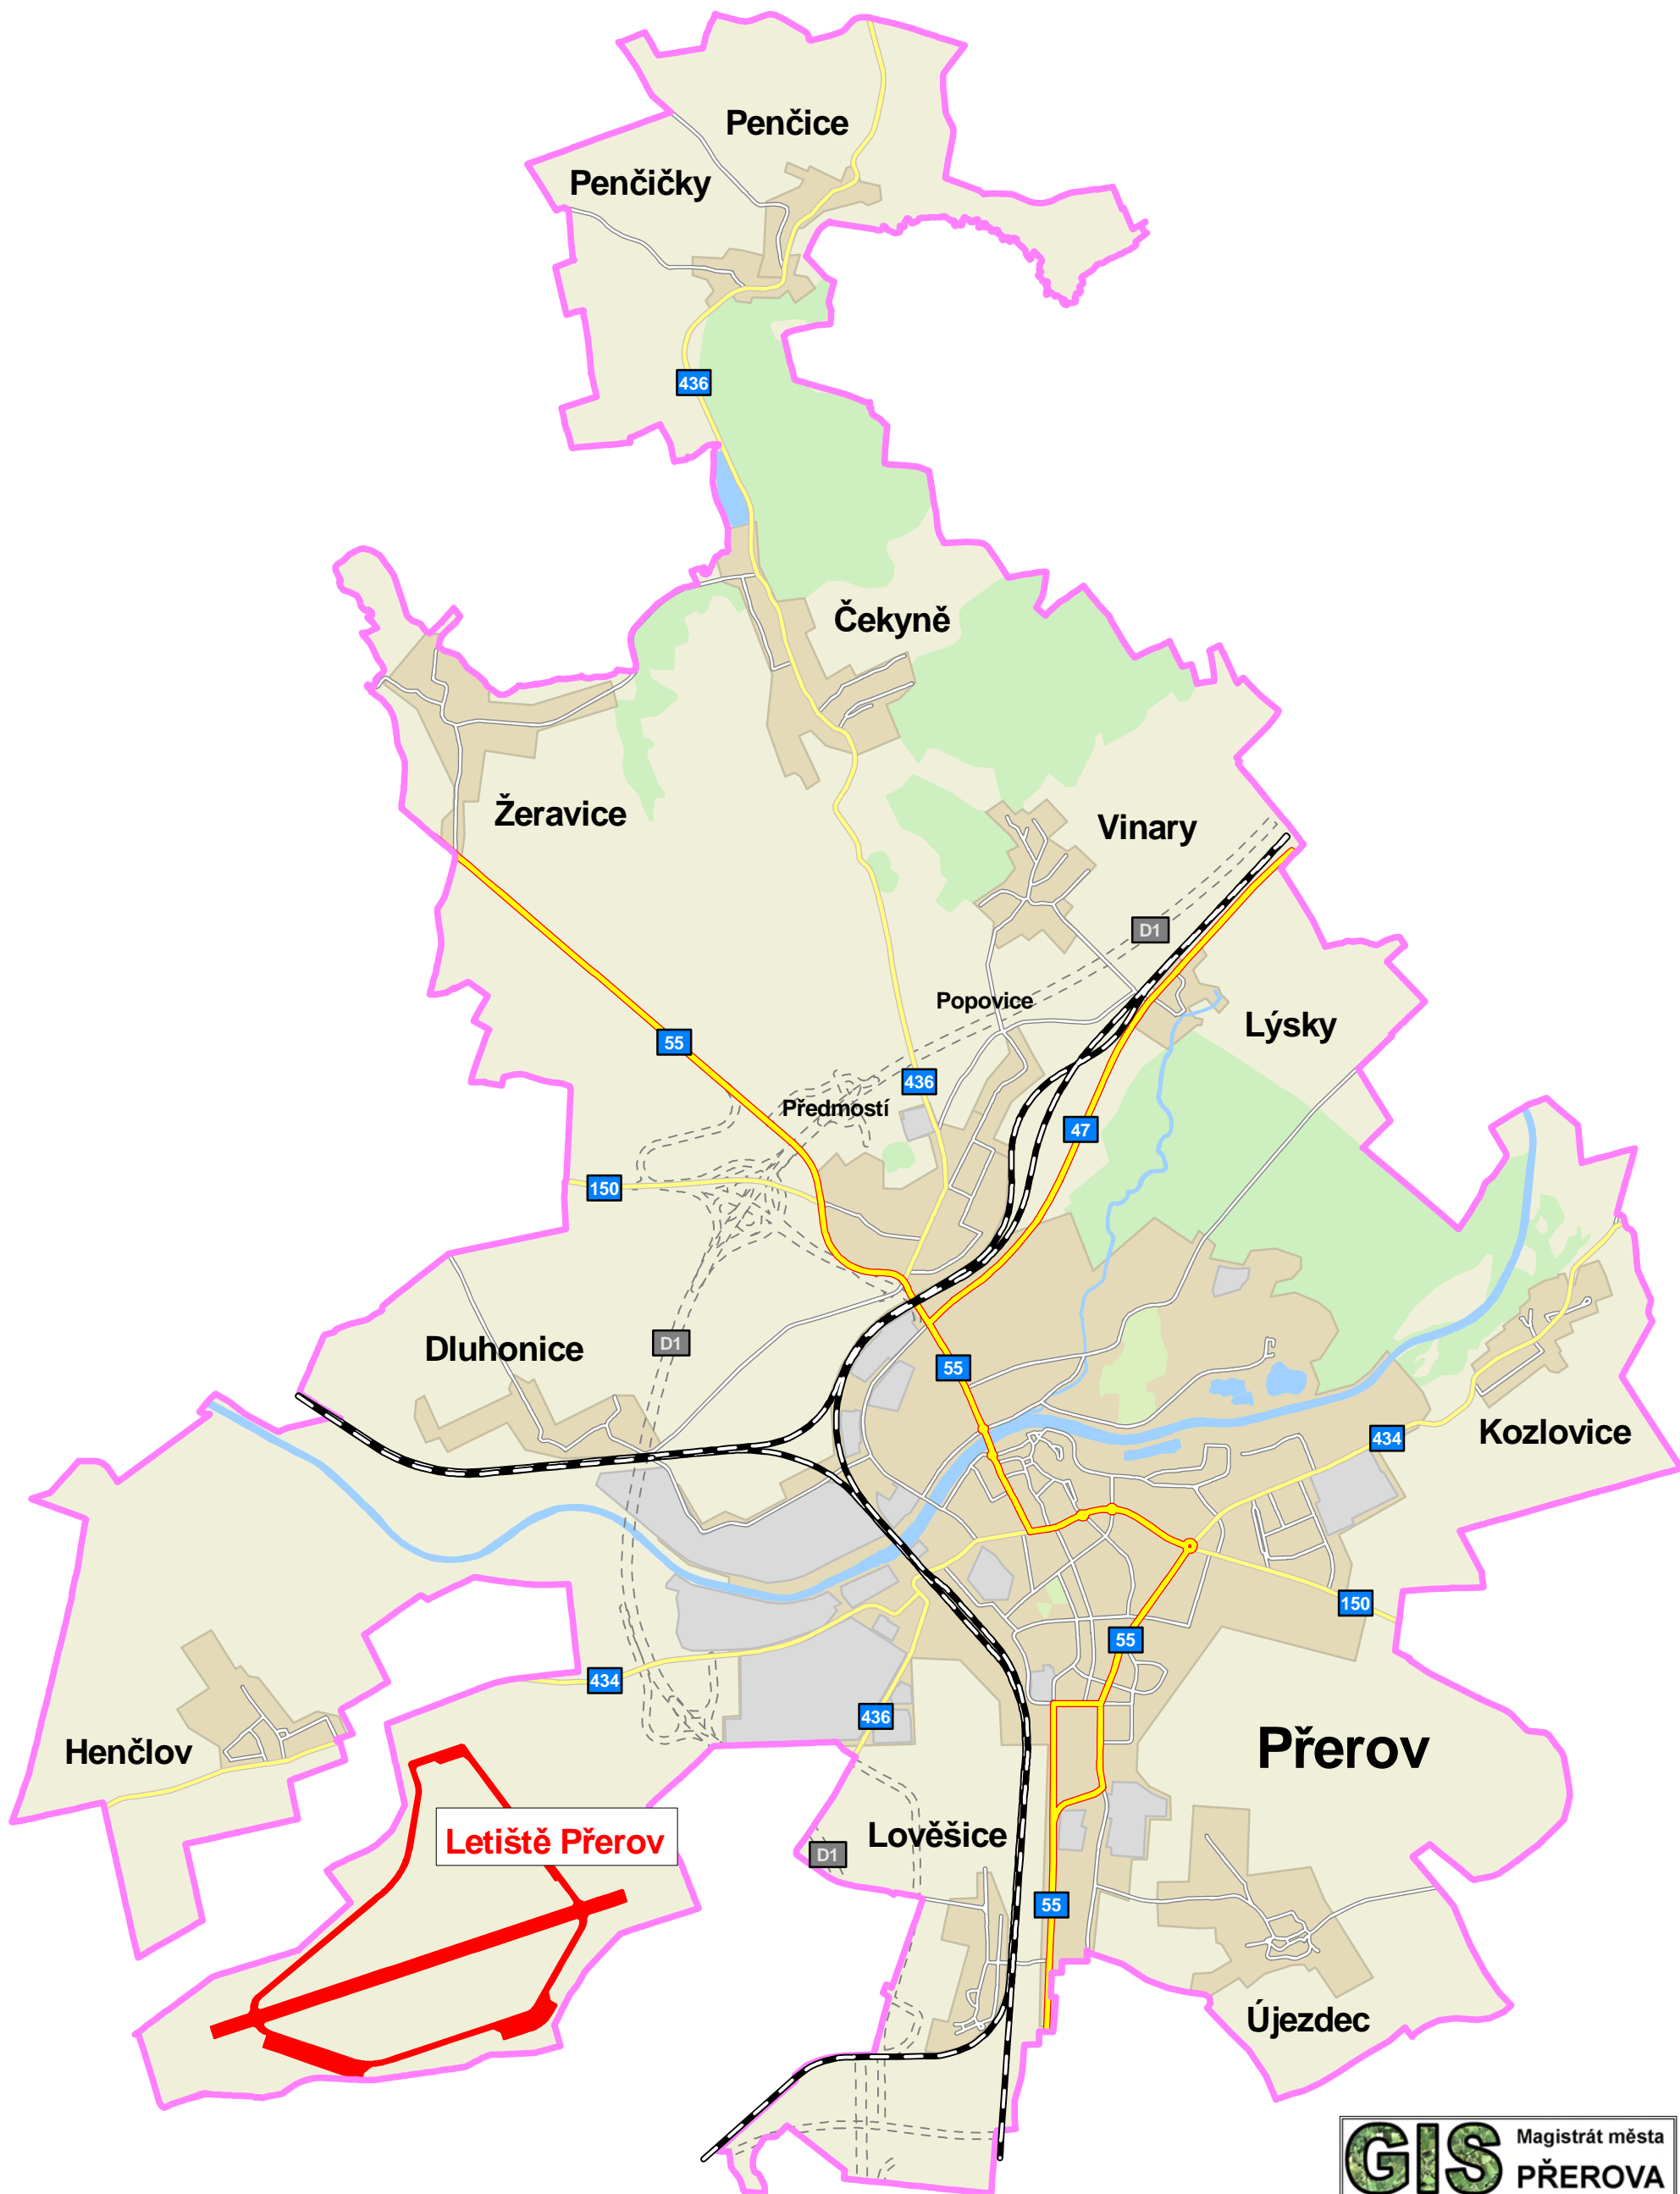 Penčice
Penčičky
436
Čekyně
Žeravice
Vinary
D1
Popovice
Lýsky
55
436
Předmostí
47
150
Dluhonice
D1
55
434
Kozlovice
150
55
434
436
Henčlov
Přerov
Letiště Přerov
Lověšice
D1
55
Újezdec
GIS
Magistrát města
PŘEROVA